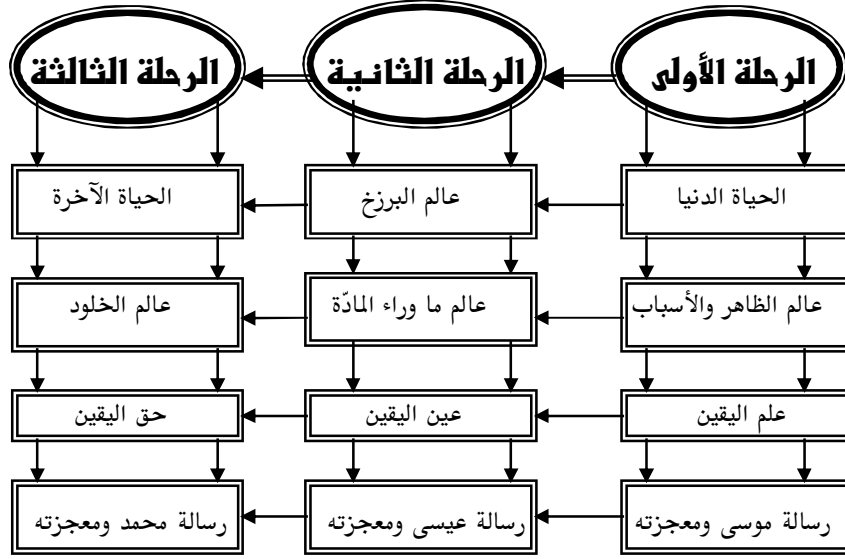 الرحلة الأولى
الرحلة الثانية
الرحلة الثالثة
الحياة الدنيا
عالم البرزخ
الحياة الآخرة
عالم الظاهر والأسباب
عالم ما وراء المادّة
عالم الخلود
علم اليقين
عين اليقين
حق اليقين
رسالة موسى ومعجزته
رسالة عيسى ومعجزته
رسالة محمد ومعجزته